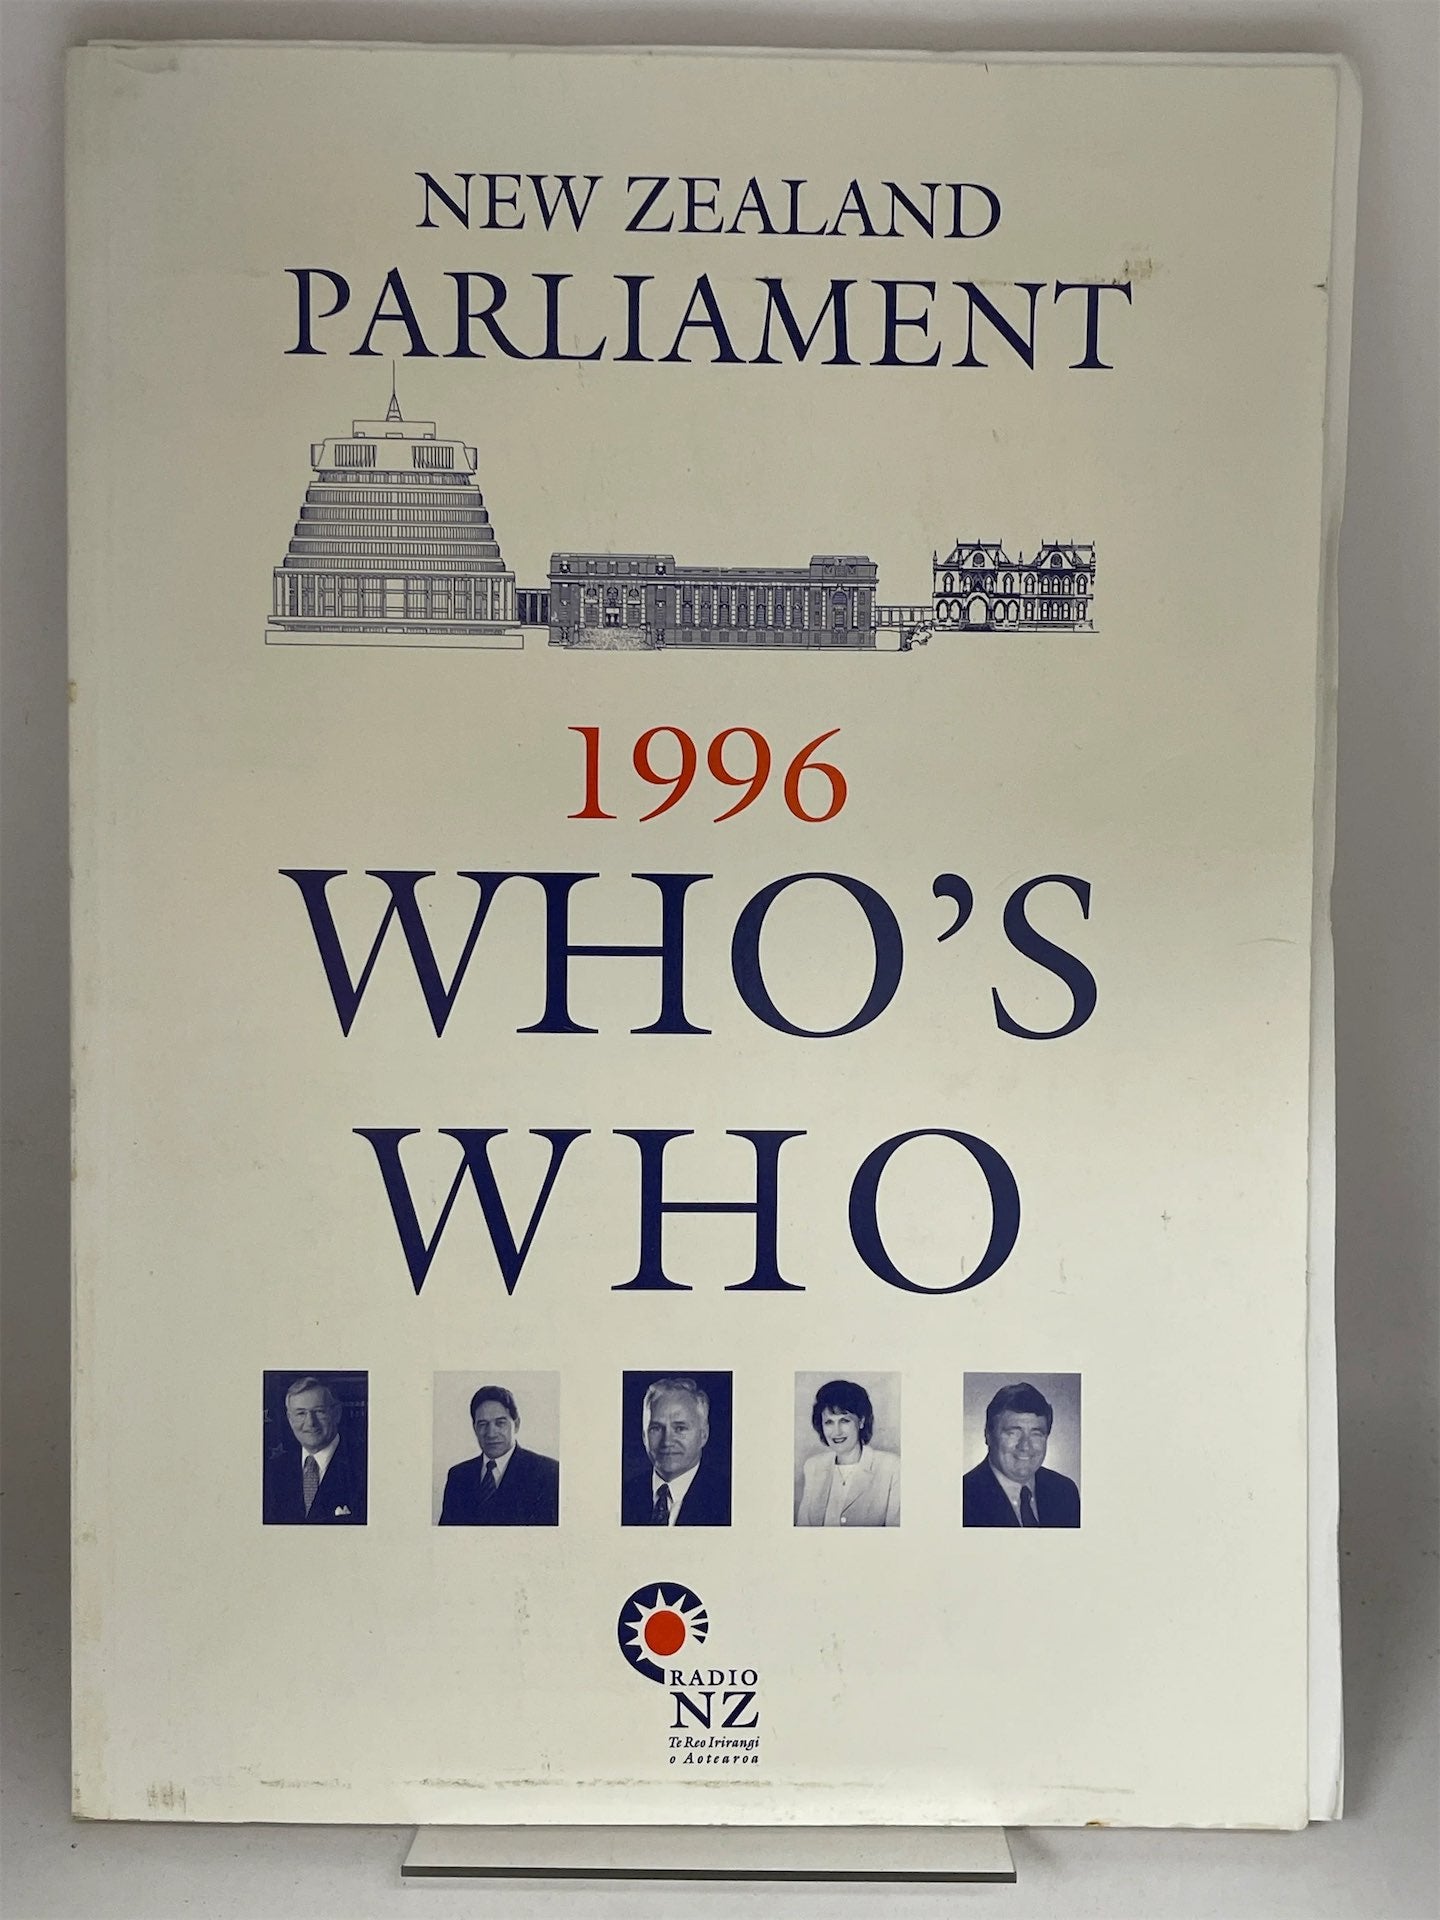 NEW ZEALAND
PARLIAMENT
1996
WHO'S
WHO
RADIO
NZ
Te Reo Irirangi
o Aotearoa